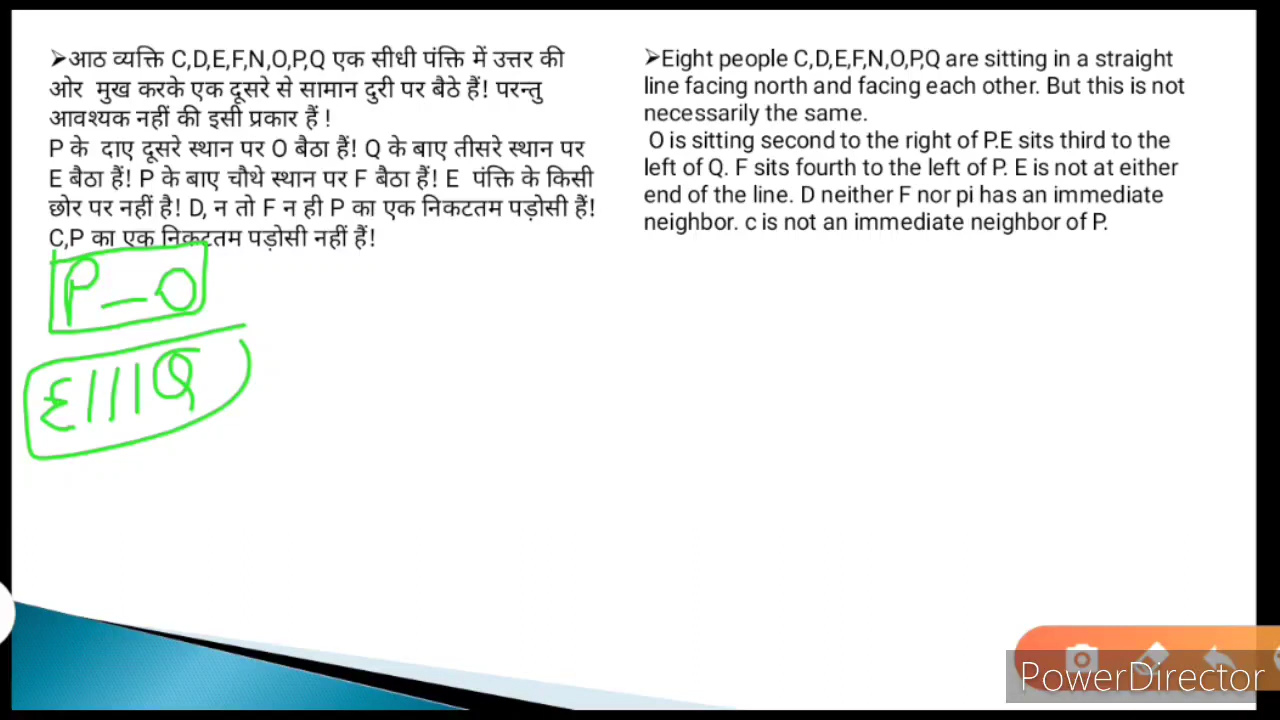 ➢आठ व्यक्ति C,D,E,F,N,O,P,Q एक सीधी पंक्ति में उत्तर की
ओर मुख करके एक दूसरे से सामान दुरी पर बैठे हैं! परन्तु
आवश्यक नहीं की इसी प्रकार हैं !
P के दाए दूसरे स्थान पर O बैठा हैं! Q के बाए तीसरे स्थान पर
E बैठा हैं! P के बाए चौथे स्थान पर F बैठा हैं! E पंक्ति के किसी
छोर पर नहीं है! D, न तो F न ही P का एक निकटतम पड़ोसी हैं!
C,P का एक निकटतम पड़ोसी नहीं हैं!
P _ O
E / / / Q
➢Eight people C,D,E,F,N,O,P,Q are sitting in a straight
line facing north and facing each other. But this is not
necessarily the same.
O is sitting second to the right of P.E sits third to the
left of Q. F sits fourth to the left of P. E is not at either
end of the line. D neither F nor pi has an immediate
neighbor. c is not an immediate neighbor of P.
PowerDirector